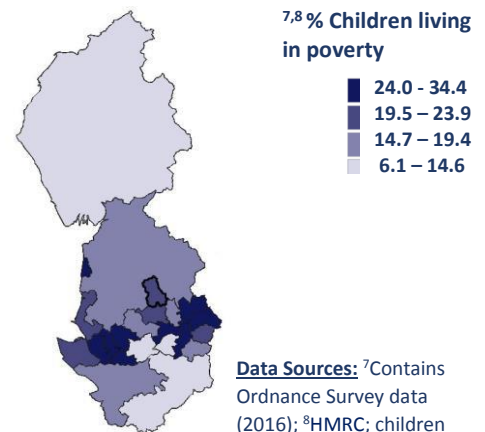 ⁷,⁸ % Children living
in poverty
24.0 - 34.4
19.5 – 23.9
14.7 – 19.4
6.1 – 14.6
Data Sources: ⁷Contains
Ordnance Survey data
(2016); ⁸HMRC; children